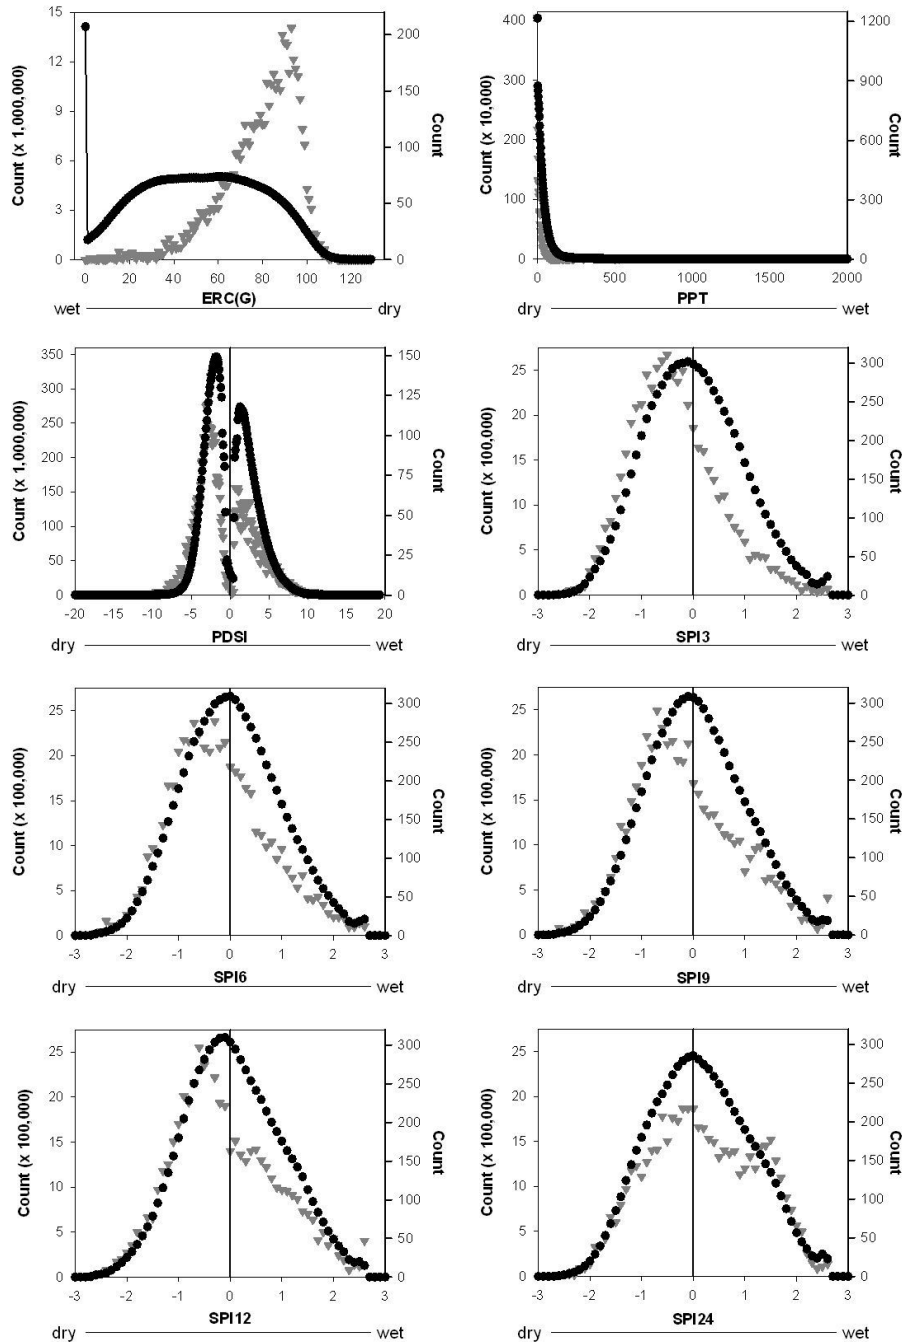 15
12
9
6
3
0
Count (x 1,000,000)
200
150
100
50
0
Count
0 20 40 60 80 100 120
ERC(G)
wet dry
400
300
200
100
0
Count (x 10,000)
1200
900
600
300
0
Count
0 500 1000 1500 2000
PPT
dry wet
350
300
250
200
150
100
50
0
Count (x 1,000,000)
150
125
100
75
50
25
0
Count
-20 -15 -10 -5 0 5 10 15 20
PDSI
dry wet
25
20
15
10
5
0
Count (x 100,000)
300
250
200
150
100
50
0
Count
-3 -2 -1 0 1 2 3
SPI3
dry wet
25
20
15
10
5
0
Count (x 100,000)
300
250
200
150
100
50
0
Count
-3 -2 -1 0 1 2 3
SPI6
dry wet
25
20
15
10
5
0
Count (x 100,000)
300
250
200
150
100
50
0
Count
-3 -2 -1 0 1 2 3
SPI9
dry wet
25
20
15
10
5
0
Count (x 100,000)
300
250
200
150
100
50
0
Count
-3 -2 -1 0 1 2 3
SPI12
dry wet
25
20
15
10
5
0
Count (x 100,000)
300
250
200
150
100
50
0
Count
-3 -2 -1 0 1 2 3
SPI24
dry wet